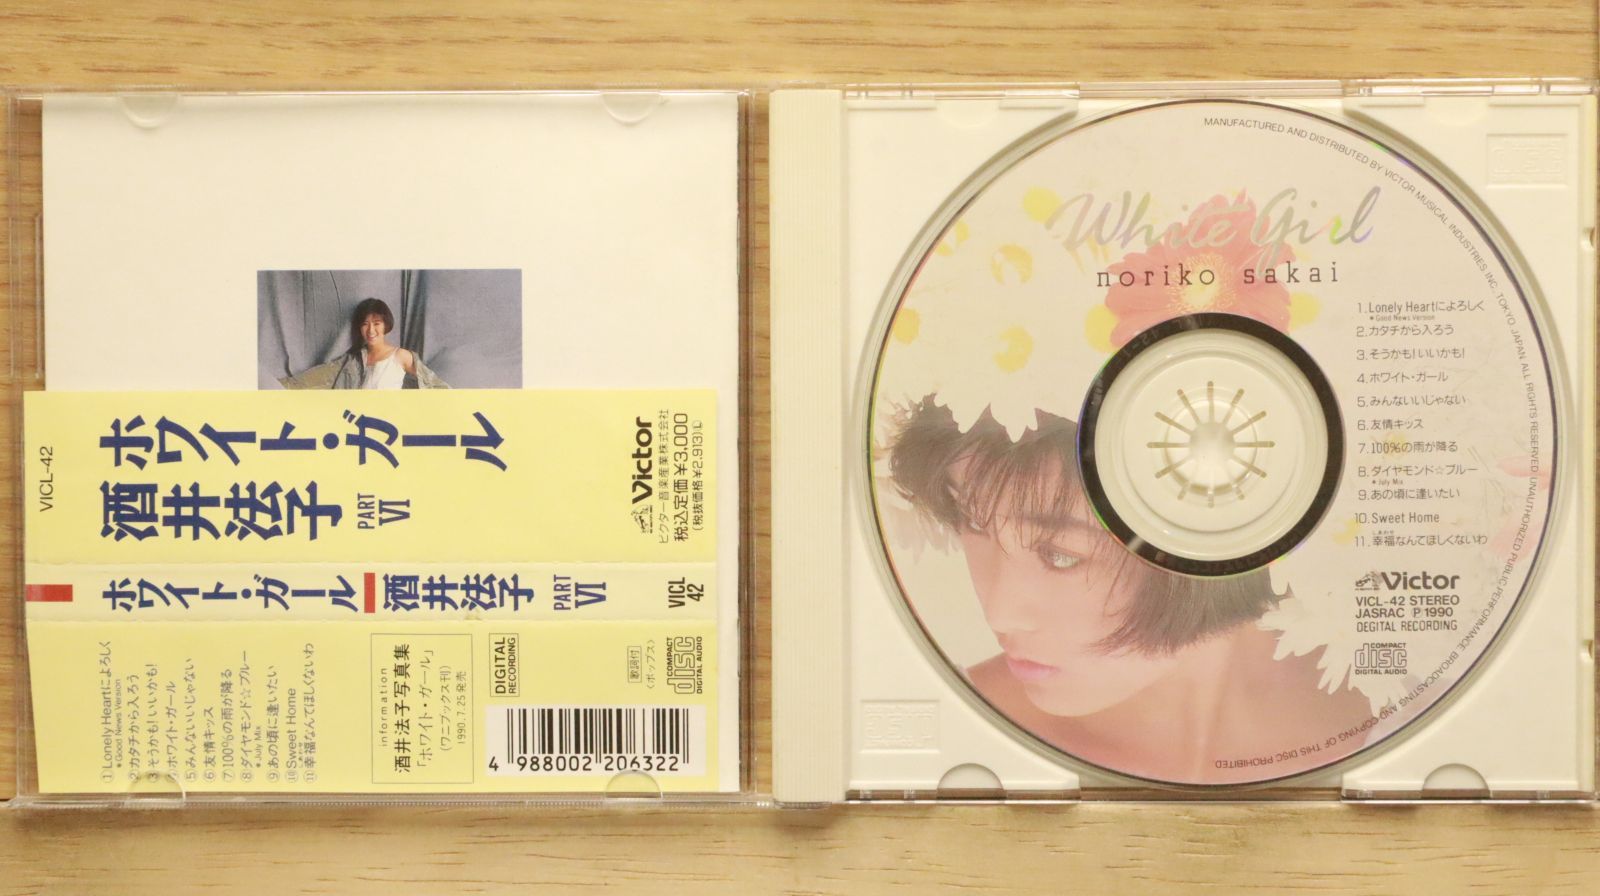 VICL-42
ホワイト・ガール
酒井法子 PART VI
Victor
ビクター音楽産業株式会社
税込定価¥3,000
(税抜価格¥2,913)(L)
ホワイト・ガール 酒井法子 PART VI VICL 42
①Lonely Heartによろしく
*Good News Version
②カタチから入ろう
③そうかも!いいかも!
④ホワイト・ガール
⑤みんないいじゃない
⑥友情キッス
⑦100%の雨が降る
⑧ダイヤモンド☆ブルー
*July Mix
⑨あの頃に逢いたい
⑩Sweet Home
しあわせ
⑪幸福なんてほしくないわ
information
酒井法子写真集
「ホワイト・ガール」
(ワニブックス刊)
1990.7.25発売
DIGITAL RECORDING
歌詞付
<ポップス>
COMPACT
disc
DIGITAL AUDIO
4 988002 206322
MANUFACTURED AND DISTRIBUTED BY VICTOR MUSICAL INDUSTRIES, INC., TOKYO JAPAN ALL RIGHTS RESERVED UNAUTHORIZED PUBLIC PERFORMANCE BROADCASTING AND COPYING OF THIS DISC PROHIBITED.
White Girl
noriko sakai
1.Lonely Heartによろしく
*Good News Version
2.カタチから入ろう
3.そうかも!いいかも!
4.ホワイト・ガール
5.みんないいじゃない
6.友情キッス
7.100%の雨が降る
8.ダイヤモンド☆ブルー
*July Mix
9.あの頃に逢いたい
10.Sweet Home
しあわせ
11.幸福なんてほしくないわ
Victor
VICL-42 STEREO
JASRAC P 1990
DEGITAL RECORDING
COMPACT
disc
DIGITAL AUDIO